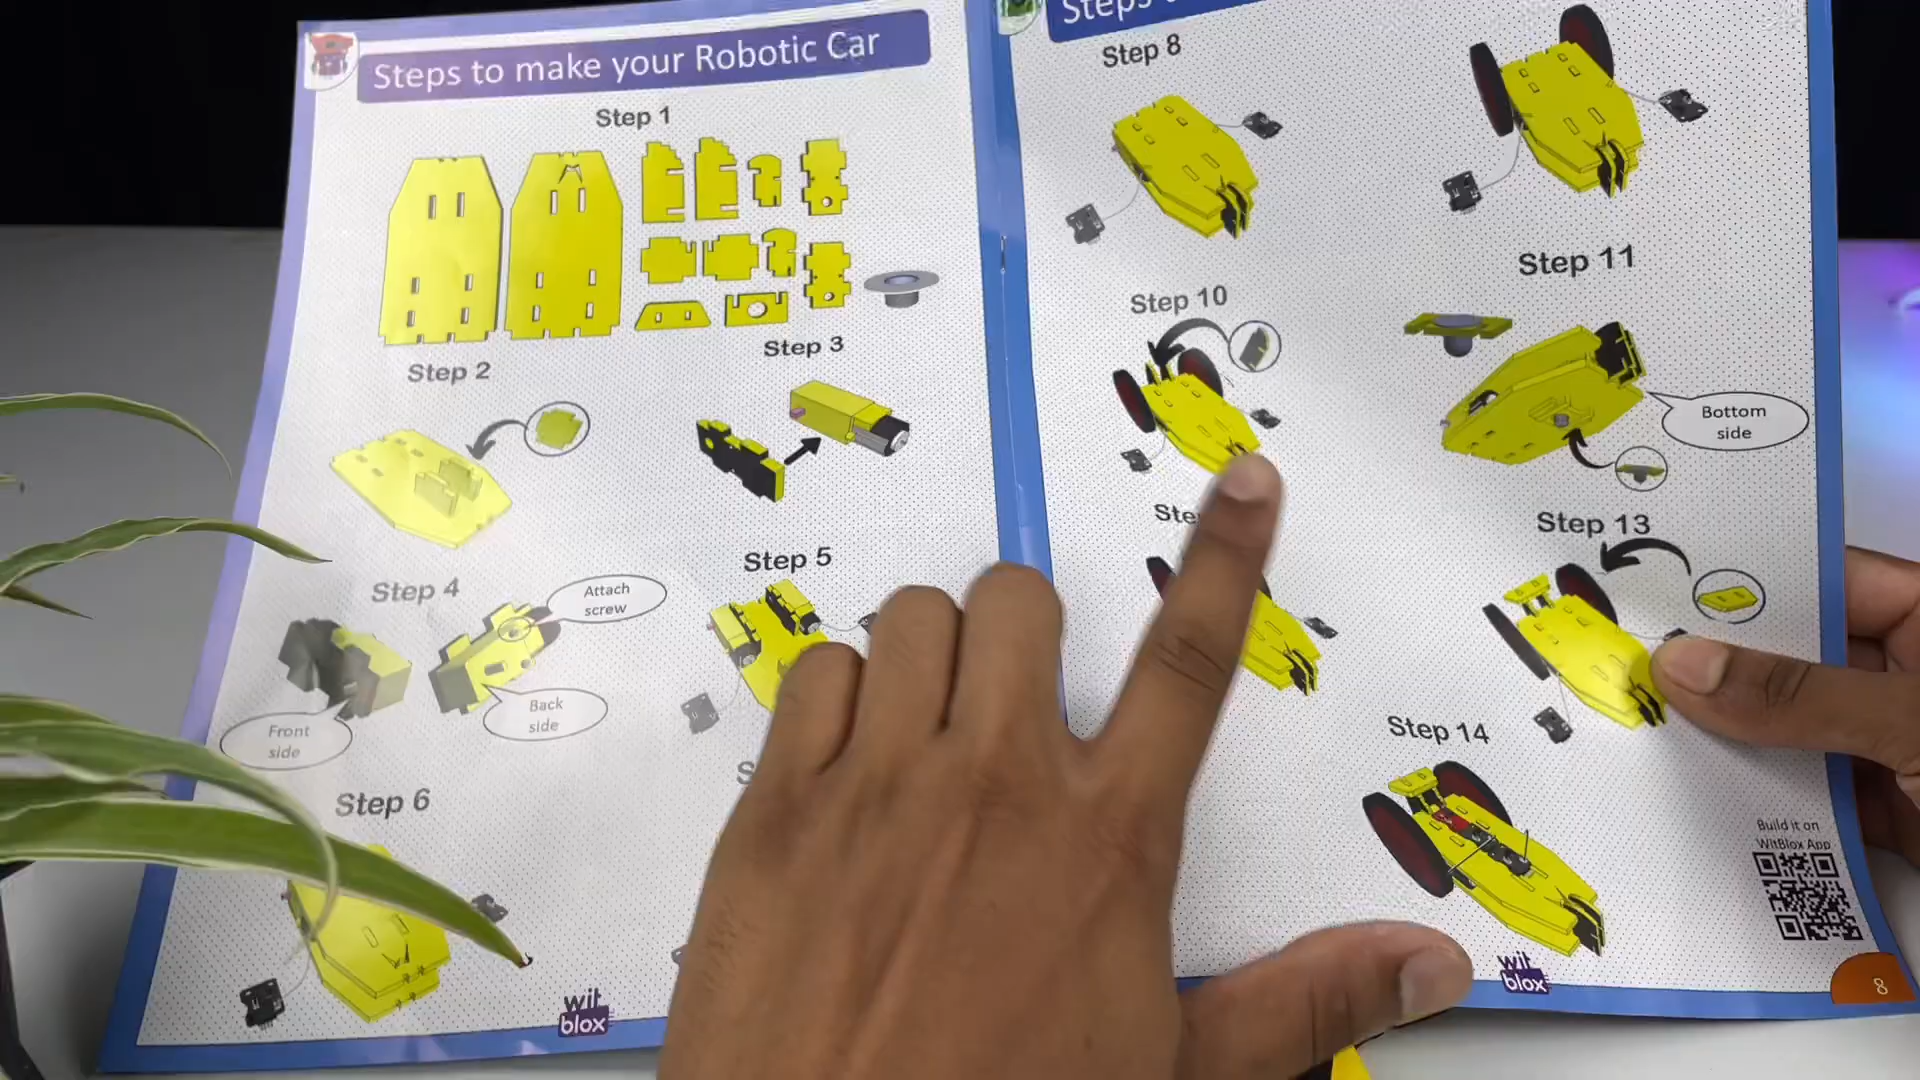 Steps to make your Robotic Car
Step 1
Step 2
Step 3
Step 4
Attach
screw
Front
side
Back
side
Step 5
Step 6
wit
blox
Steps
Step 8
Step 10
Step 11
Bottom
side
Step 13
Step 14
Build it on
WitBlox App
wit
blox
8